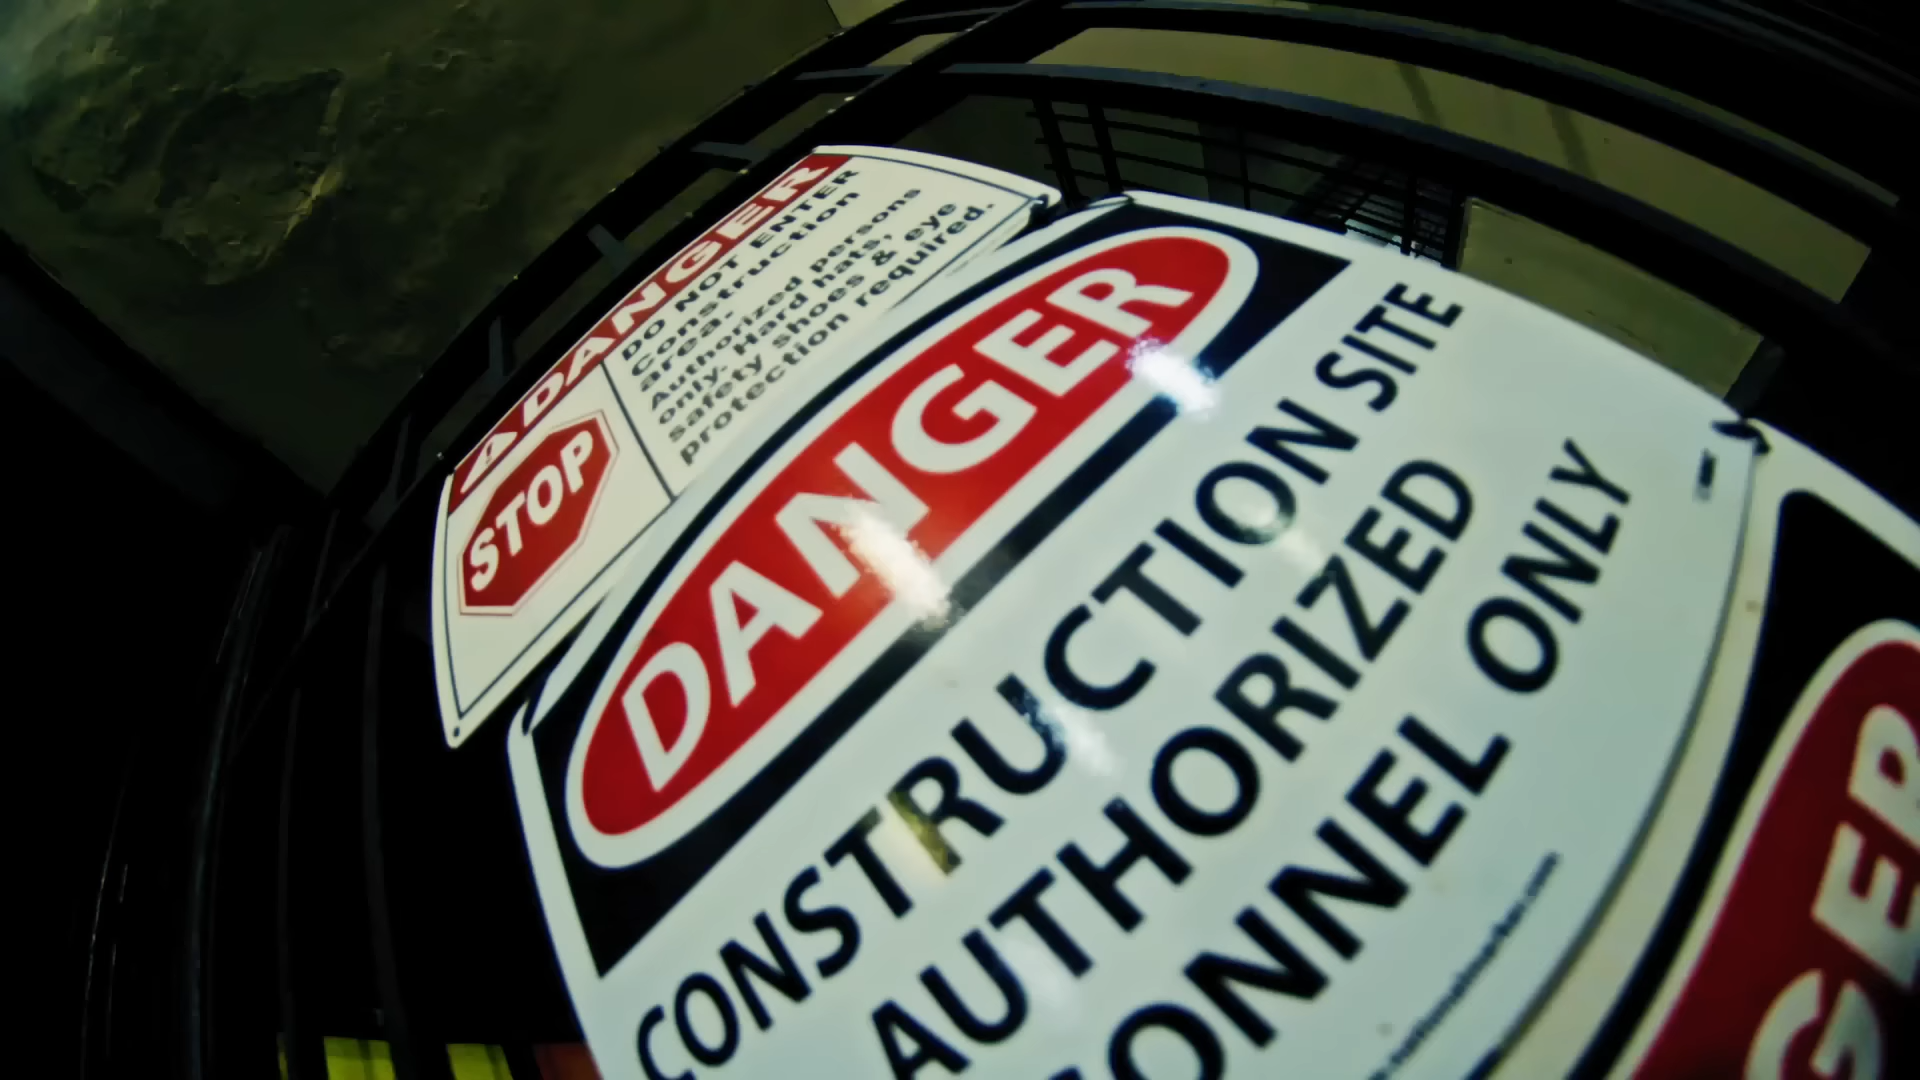 DANGER
STOP
DO NOT ENTER
Construction
area.
Authorized persons
only. Hard hats,
safety shoes & eye
protection required.
DANGER
CONSTRUCTION SITE
AUTHORIZED
ONNEL ONLY
GER